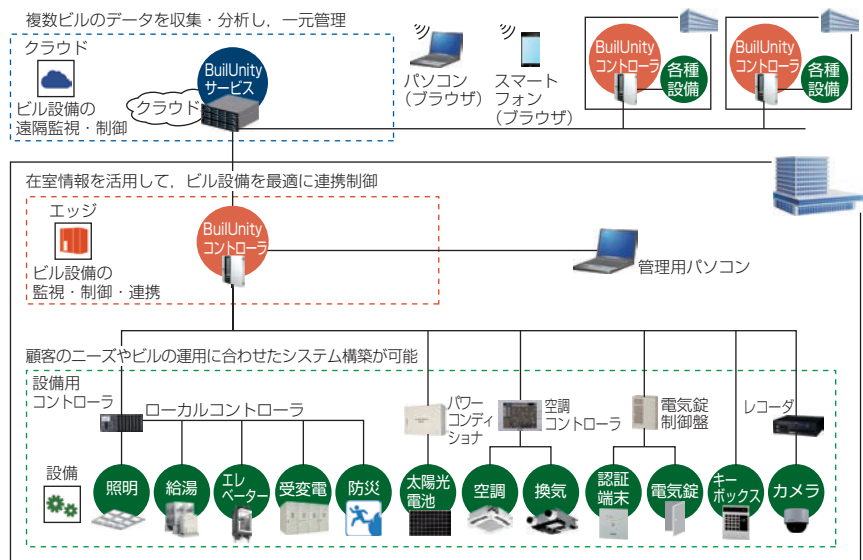 複数ビルのデータを収集・分析し，一元管理
クラウド
ビル設備の
遠隔監視・制御
BuilUnity
サービス
クラウド
パソコン
（ブラウザ）
スマート
フォン
（ブラウザ）
BuilUnity
コントローラ
各種
設備
BuilUnity
コントローラ
各種
設備
在室情報を活用して，ビル設備を最適に連携制御
エッジ
ビル設備の
監視・制御・連携
BuilUnity
コントローラ
管理用パソコン
顧客のニーズやビルの運用に合わせたシステム構築が可能
設備用
コントローラ
ローカルコントローラ
パワー
コンディ
ショナ
空調
コントローラ
電気錠
制御盤
レコーダ
設備
照明
給湯
エレ
ベーター
受変電
防災
太陽光
電池
空調
換気
認証
端末
電気錠
キー
ボックス
カメラ